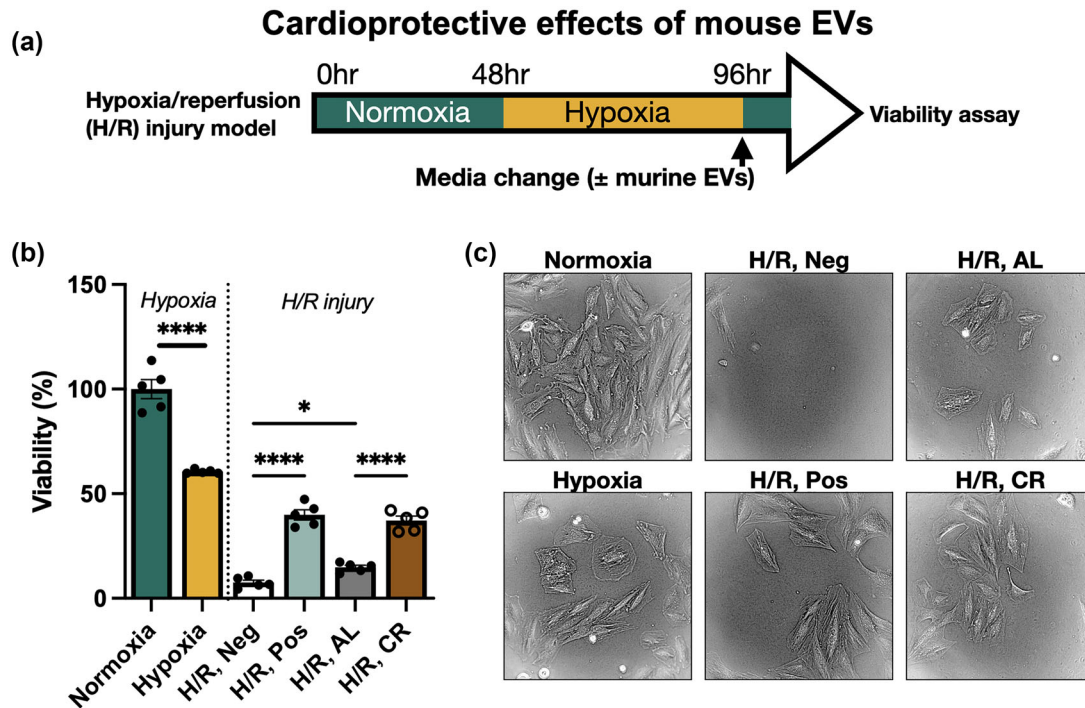 Cardioprotective effects of mouse EVs
(a)
0hr 48hr 96hr
Hypoxia/reperfusion
(H/R) injury model
Normoxia Hypoxia
Viability assay
Media change (± murine EVs)
(b)
Viability (%)
150
100
50
0
Hypoxia H/R injury
****
*
**** ****
Normoxia
Hypoxia
H/R, Neg
H/R, Pos
H/R, AL
H/R, CR
(c)
Normoxia H/R, Neg H/R, AL
Hypoxia H/R, Pos H/R, CR